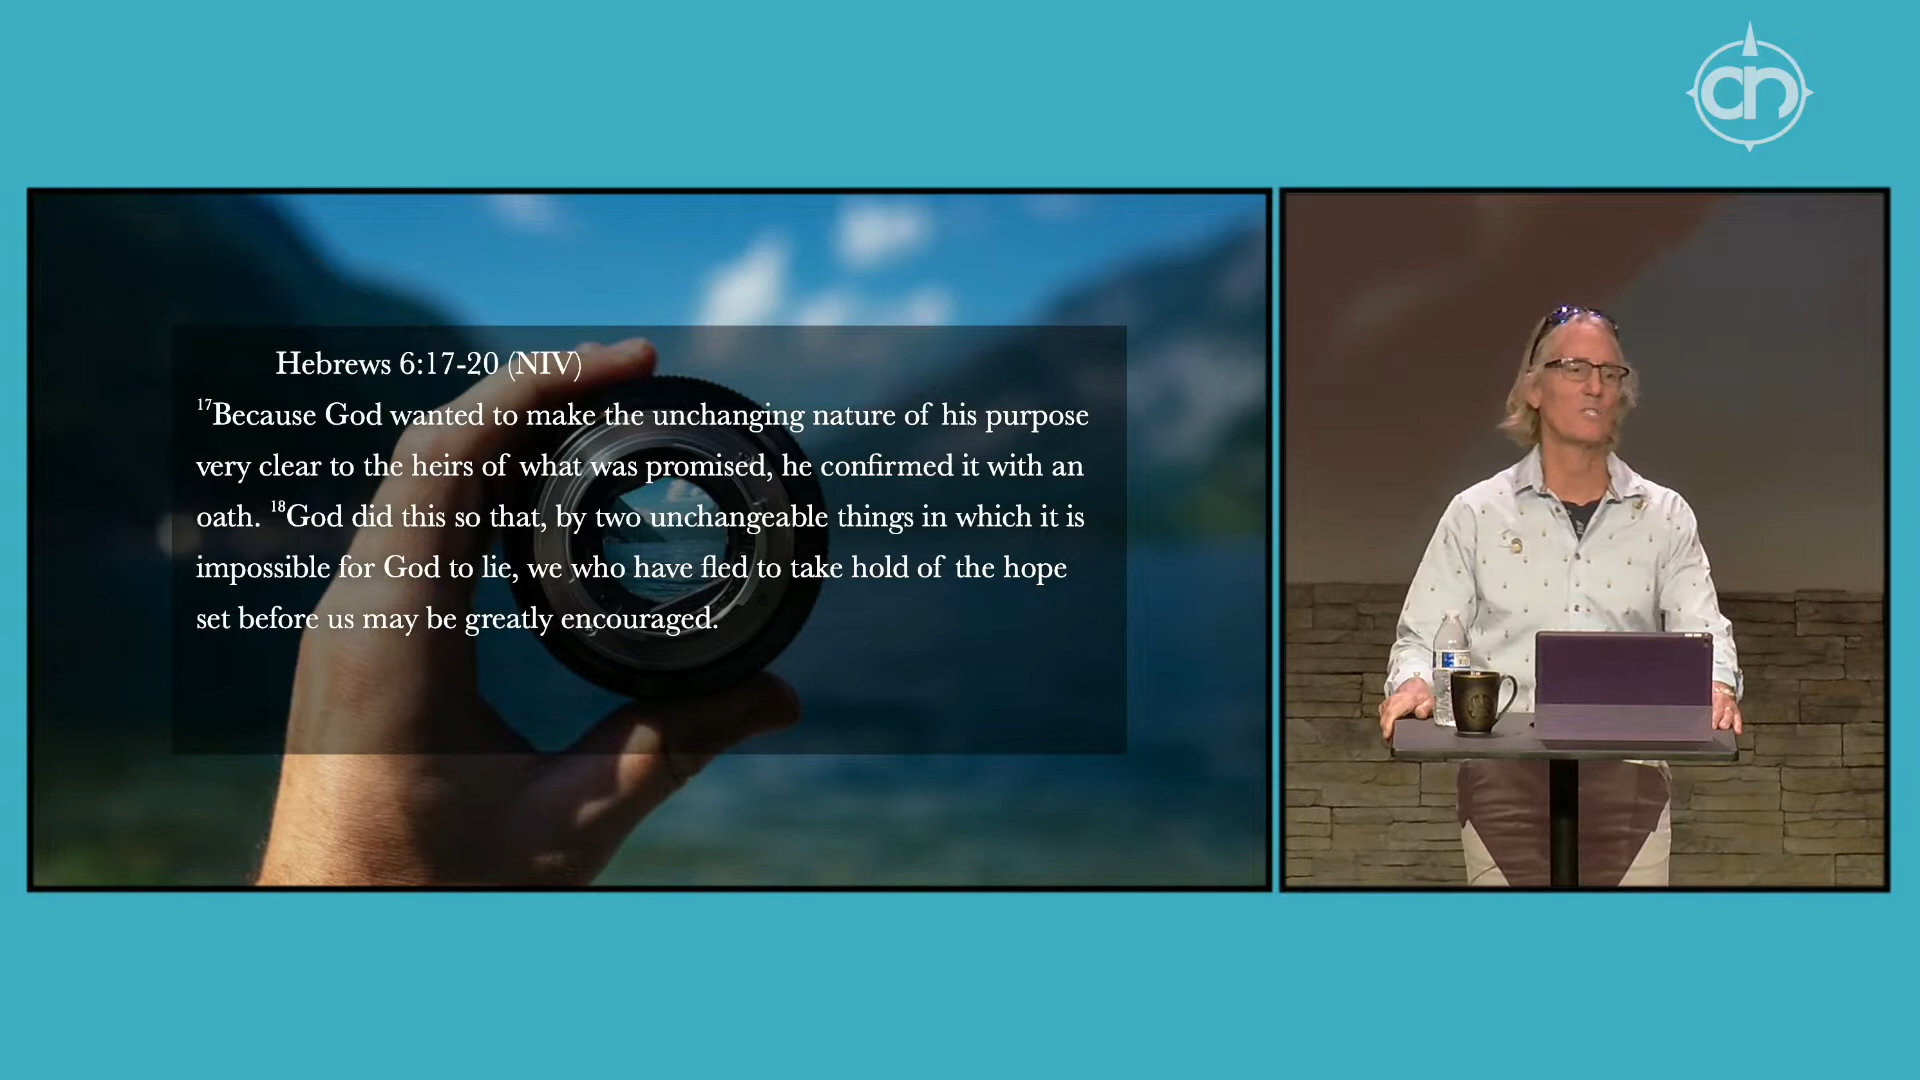 cn
Hebrews 6:17-20 (NIV)
17Because God wanted to make the unchanging nature of his purpose
very clear to the heirs of what was promised, he confirmed it with an
oath. 18God did this so that, by two unchangeable things in which it is
impossible for God to lie, we who have fled to take hold of the hope
set before us may be greatly encouraged.